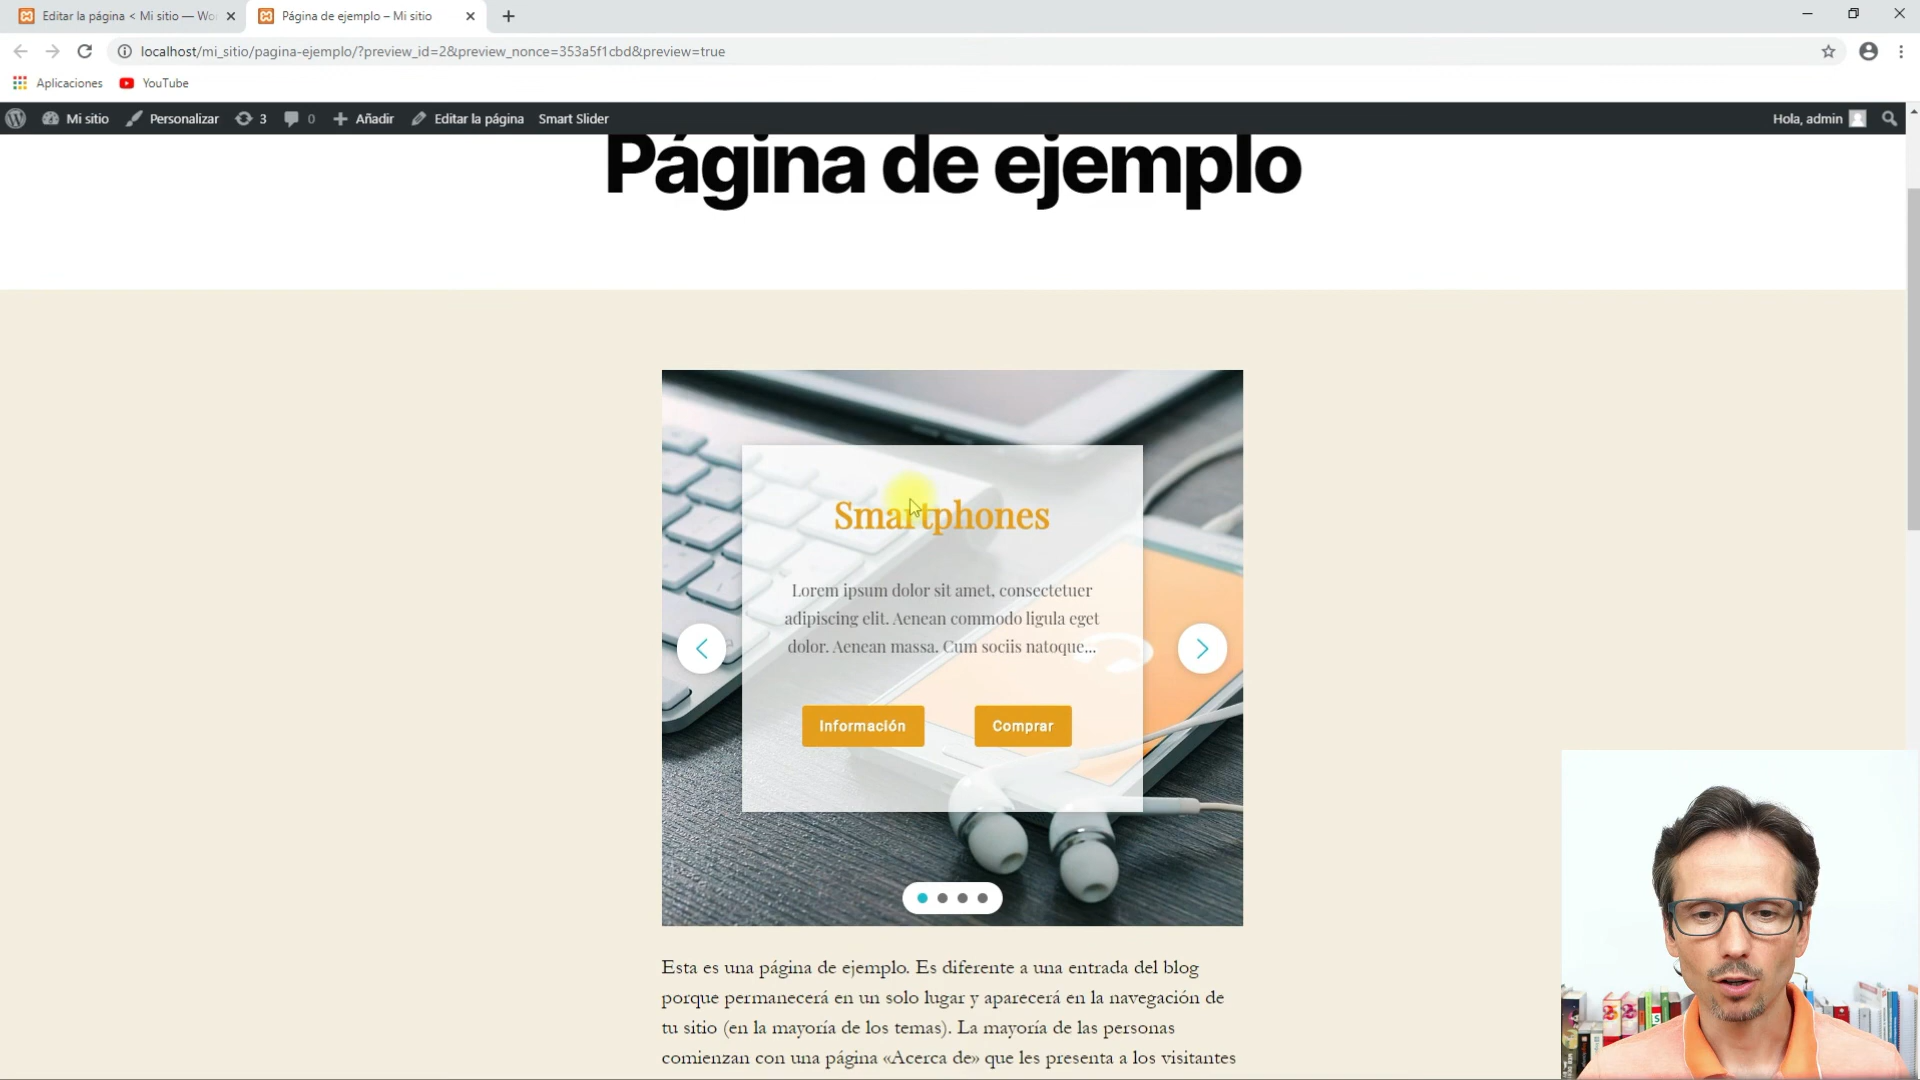 Editar la página < Mi sitio — Wo
Página de ejemplo – Mi sitio
localhost/mi_sitio/pagina-ejemplo/?preview_id=2&preview_nonce=353a5f1cbd&preview=true
Aplicaciones
YouTube
Mi sitio
Personalizar
3
0
Añadir
Editar la página
Smart Slider
Hola, admin
Página de ejemplo
Smartphones
Lorem ipsum dolor sit amet, consectetuer
adipiscing elit. Aenean commodo ligula eget
dolor. Aenean massa. Cum sociis natoque...
Información
Comprar
Esta es una página de ejemplo. Es diferente a una entrada del blog
porque permanecerá en un solo lugar y aparecerá en la navegación de
tu sitio (en la mayoría de los temas). La mayoría de las personas
comienzan con una página «Acerca de» que les presenta a los visitantes